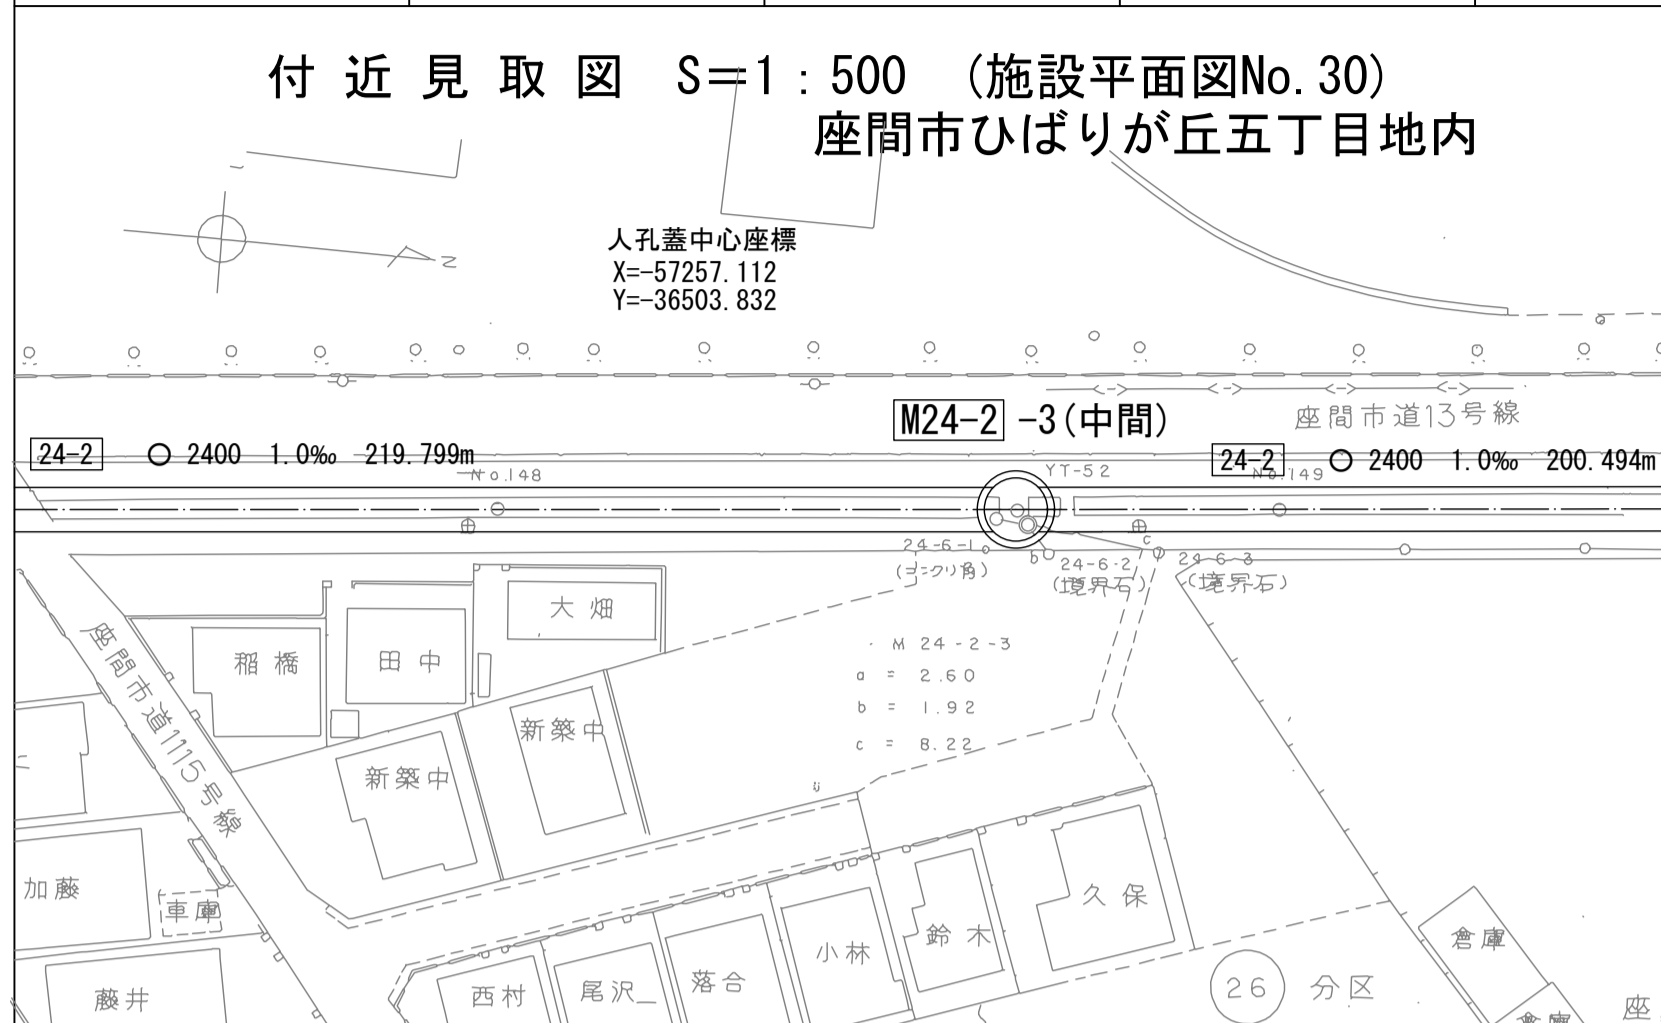 付近見取図 S=1:500 (施設平面図No.30)
座間市ひばりが丘五丁目地内
N
人孔蓋中心座標
X=-57257.112
Y=-36503.832
M24-2 -3(中間)
座間市道13号線
24-2 ○ 2400 1.0‰ 219.799m
24-2 ○ 2400 1.0‰ 200.494m
No.148
YT-52
No.149
24-6-1
b
c
24-6-2
(境界石)
24-6-3
(境界石)
大畑
稲橋
田中
座間市道1115号線
M 24-2-3
a = 2.60
b = 1.92
c = 8.22
新築中
新築中
加藤
車庫
久保
鈴木
小林
落合
尾沢
西村
藤井
倉庫
倉庫
26 分区
座